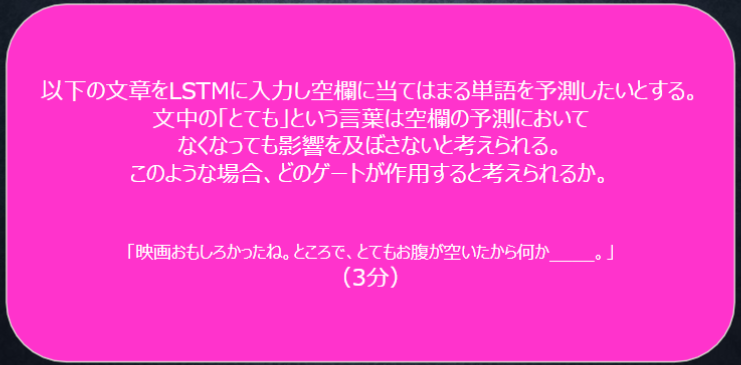 以下の文章をLSTMに入力し空欄に当てはまる単語を予測したいとする。
文中の「とても」という言葉は空欄の予測において
なくなっても影響を及ぼさないと考えられる。
このような場合、どのゲートが作用すると考えられるか。
「映画おもしろかったね。ところで、とてもお腹が空いたから何か_____。」
（3分）